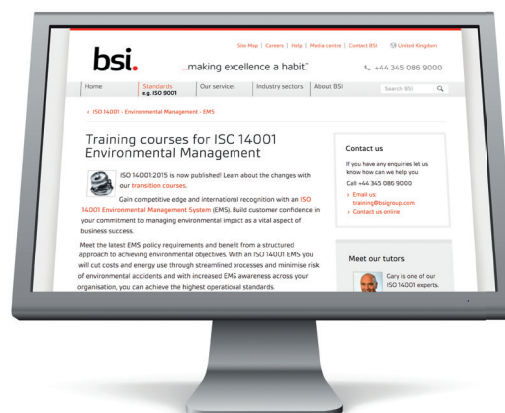 Site Map | Careers | Help | Media centre | Contact BSI United Kingdom
bsi.
...making excellence a habit™
+44 345 086 9000
Home
Standards
e.g. ISO 9001
Our service:
Industry sectors
About BSI
Search BSI
‹ ISO 14001 - Environmental Management - EMS
Training courses for ISC 14001
Environmental Management
ISO 14001:2015 is now published! Learn about the changes with
our transition courses.
Gain competitive edge and international recognition with an ISO
14001 Environmental Management System (EMS). Build customer confidence in
your commitment to managing environmental impact as a vital aspect of
business success.
Meet the latest EMS policy requirements and benefit from a structured
approach to achieving environmental objectives. With an ISO 14001 EMS you
will cut costs and energy use through streamlined processes and minimise risk
of environmental accidents and with increased EMS awareness across your
organisation, you can achieve the highest operational standards.
Contact us
If you have any enquiries let us
know how can we help you!
Call +44 345 086 9000
› Email us:
training@bsigroup.com
› Contact us online
Meet our tutors
Gary is one of our
ISO 14001 experts.